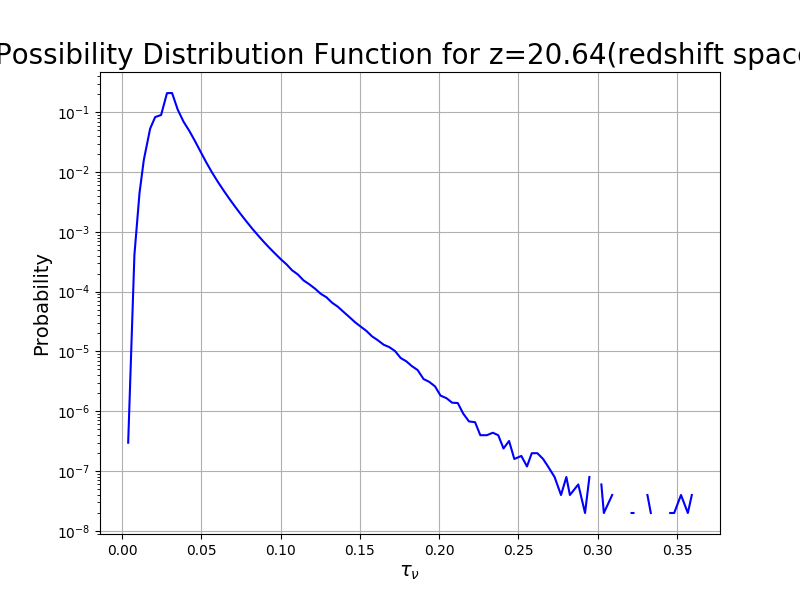 Possibility Distribution Function for z=20.64(redshift space
Probability
10⁻¹
10⁻²
10⁻³
10⁻⁴
10⁻⁵
10⁻⁶
10⁻⁷
10⁻⁸
0.00 0.05 0.10 0.15 0.20 0.25 0.30 0.35
τ_ν